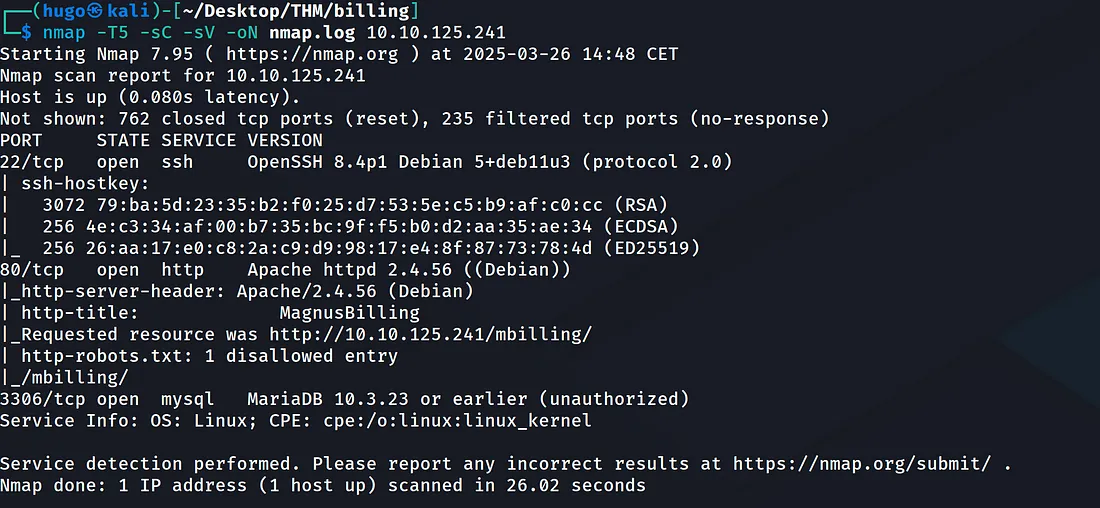 ┌──(hugo㉿kali)-[~/Desktop/THM/billing]
└─$ nmap -T5 -sC -sV -oN nmap.log 10.10.125.241
Starting Nmap 7.95 ( https://nmap.org ) at 2025-03-26 14:48 CET
Nmap scan report for 10.10.125.241
Host is up (0.080s latency).
Not shown: 762 closed tcp ports (reset), 235 filtered tcp ports (no-response)
PORT     STATE SERVICE VERSION
22/tcp   open  ssh     OpenSSH 8.4p1 Debian 5+deb11u3 (protocol 2.0)
| ssh-hostkey:
|   3072 79:ba:5d:23:35:b2:f0:25:d7:53:5e:c5:b9:af:c0:cc (RSA)
|   256 4e:c3:34:af:00:b7:35:bc:9f:f5:b0:d2:aa:35:ae:34 (ECDSA)
|_  256 26:aa:17:e0:c8:2a:c9:d9:98:17:e4:8f:87:73:78:4d (ED25519)
80/tcp   open  http    Apache httpd 2.4.56 ((Debian))
|_http-server-header: Apache/2.4.56 (Debian)
| http-title:             MagnusBilling
|_Requested resource was http://10.10.125.241/mbilling/
| http-robots.txt: 1 disallowed entry
|_/mbilling/
3306/tcp open  mysql   MariaDB 10.3.23 or earlier (unauthorized)
Service Info: OS: Linux; CPE: cpe:/o:linux:linux_kernel

Service detection performed. Please report any incorrect results at https://nmap.org/submit/ .
Nmap done: 1 IP address (1 host up) scanned in 26.02 seconds